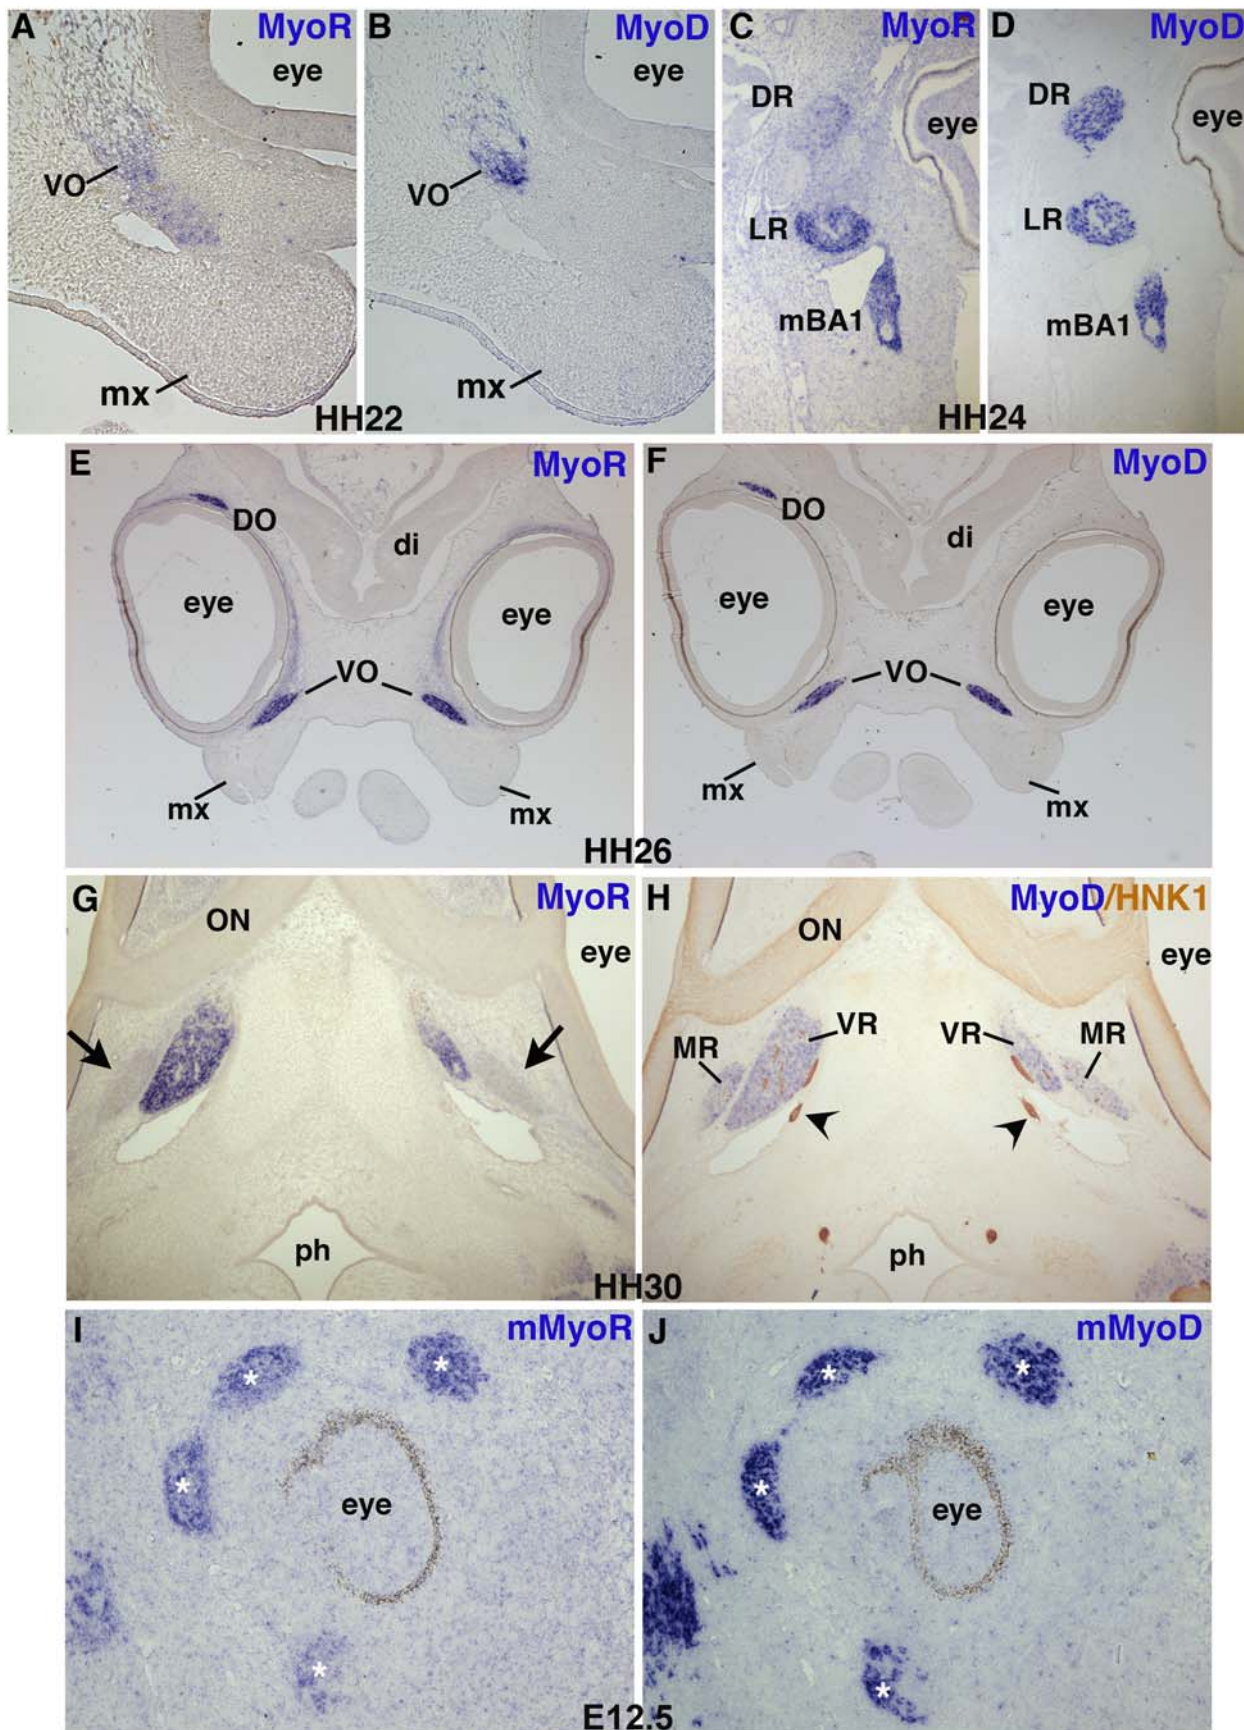 A MyoR
eye
VO
mx
B MyoD
eye
VO
mx
HH22
C MyoR
DR
eye
LR
mBA1
D MyoD
DR
eye
LR
mBA1
HH24
E MyoR
DO
di
eye
eye
VO
mx
mx
F MyoD
DO
di
eye
eye
VO
mx
mx
HH26
G MyoR
ON
eye
ph
H MyoD/HNK1
ON
eye
VR
VR
MR
MR
ph
HH30
I mMyoR
*
*
*
eye
*
J mMyoD
*
*
*
eye
*
E12.5